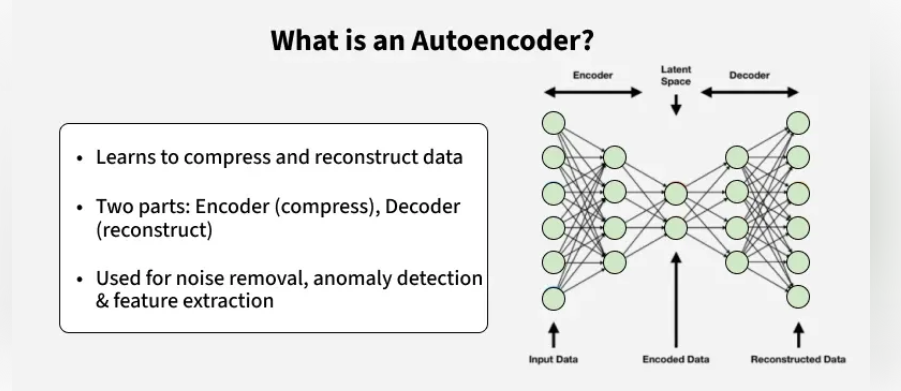 What is an Autoencoder?
• Learns to compress and reconstruct data
• Two parts: Encoder (compress), Decoder
(reconstruct)
• Used for noise removal, anomaly detection
& feature extraction
Encoder
Latent
Space
Decoder
Input Data
Encoded Data
Reconstructed Data